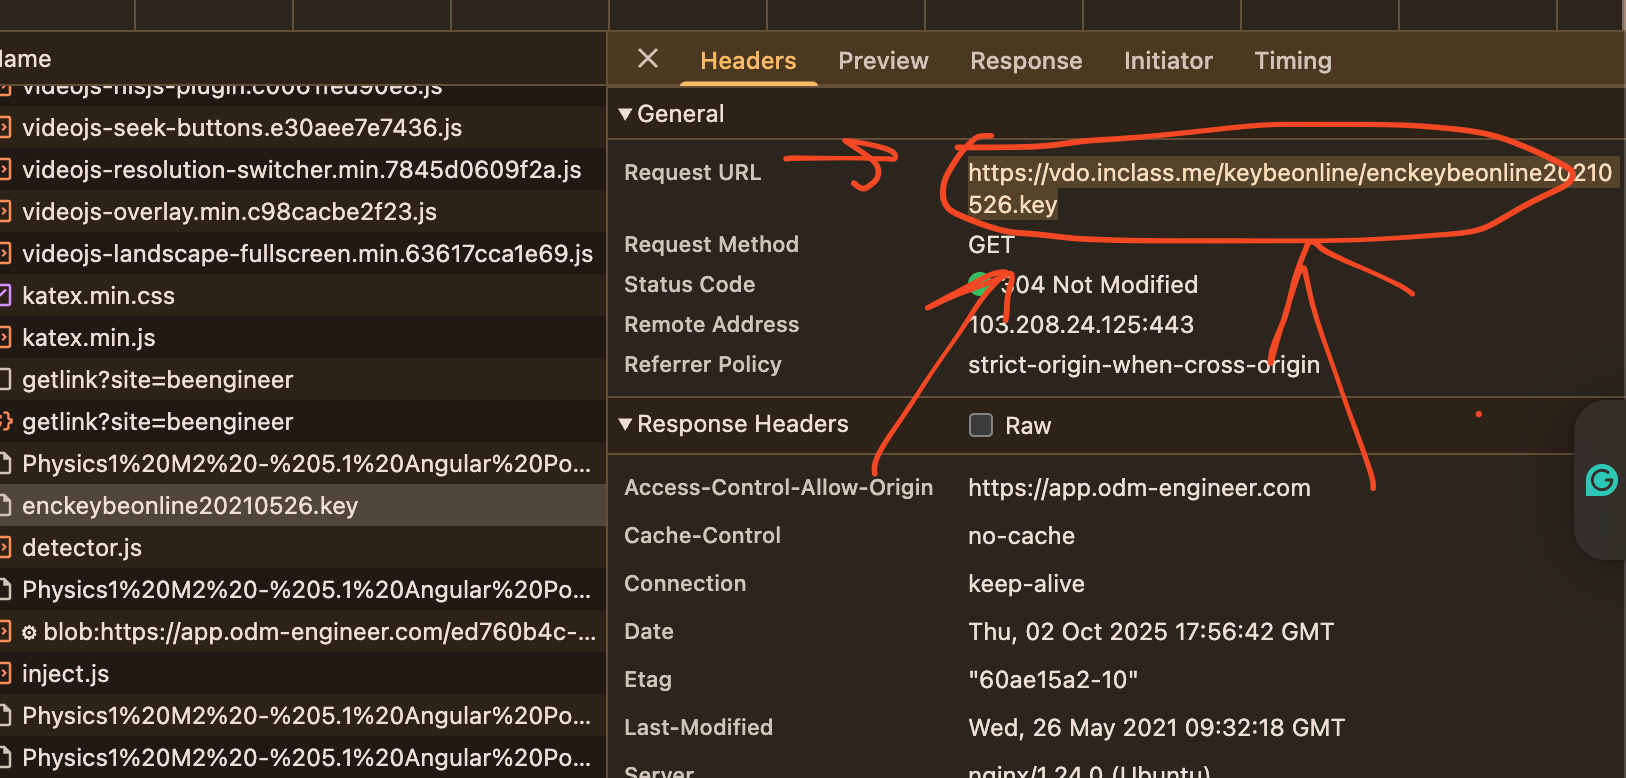 Name
videojs-hlsjs-plugin.c0061fed90e8.js
videojs-seek-buttons.e30aee7e7436.js
videojs-resolution-switcher.min.7845d0609f2a.js
videojs-overlay.min.c98cacbe2f23.js
videojs-landscape-fullscreen.min.63617cca1e69.js
katex.min.css
katex.min.js
getlink?site=beengineer
getlink?site=beengineer
Physics1%20M2%20-%205.1%20Angular%20Po...
enckeybeonline20210526.key
detector.js
Physics1%20M2%20-%205.1%20Angular%20Po...
blob:https://app.odm-engineer.com/ed760b4c-...
inject.js
Physics1%20M2%20-%205.1%20Angular%20Po...
Physics1%20M2%20-%205.1%20Angular%20Po...
Headers Preview Response Initiator Timing
General
Request URL https://vdo.inclass.me/keybeonline/enckeybeonline20210
526.key
Request Method GET
Status Code 304 Not Modified
Remote Address 103.208.24.125:443
Referrer Policy strict-origin-when-cross-origin
Response Headers Raw
Access-Control-Allow-Origin https://app.odm-engineer.com
Cache-Control no-cache
Connection keep-alive
Date Thu, 02 Oct 2025 17:56:42 GMT
Etag "60ae15a2-10"
Last-Modified Wed, 26 May 2021 09:32:18 GMT
Server nginx/1.24.0 (Ubuntu)